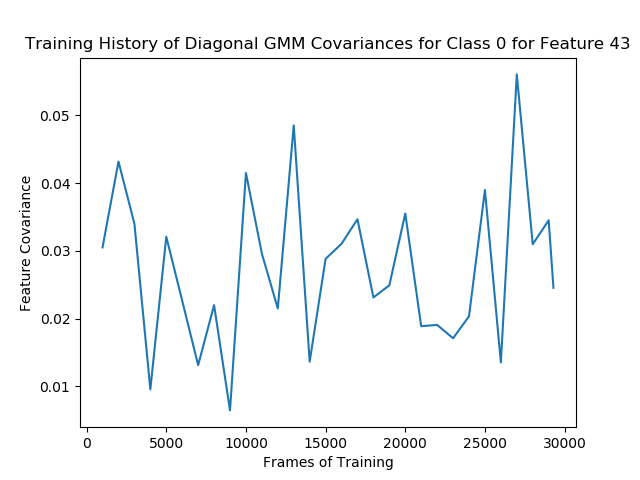 Training History of Diagonal GMM Covariances for Class 0 for Feature 43
0.05
0.04
0.03
0.02
0.01
Feature Covariance
0 5000 10000 15000 20000 25000 30000
Frames of Training